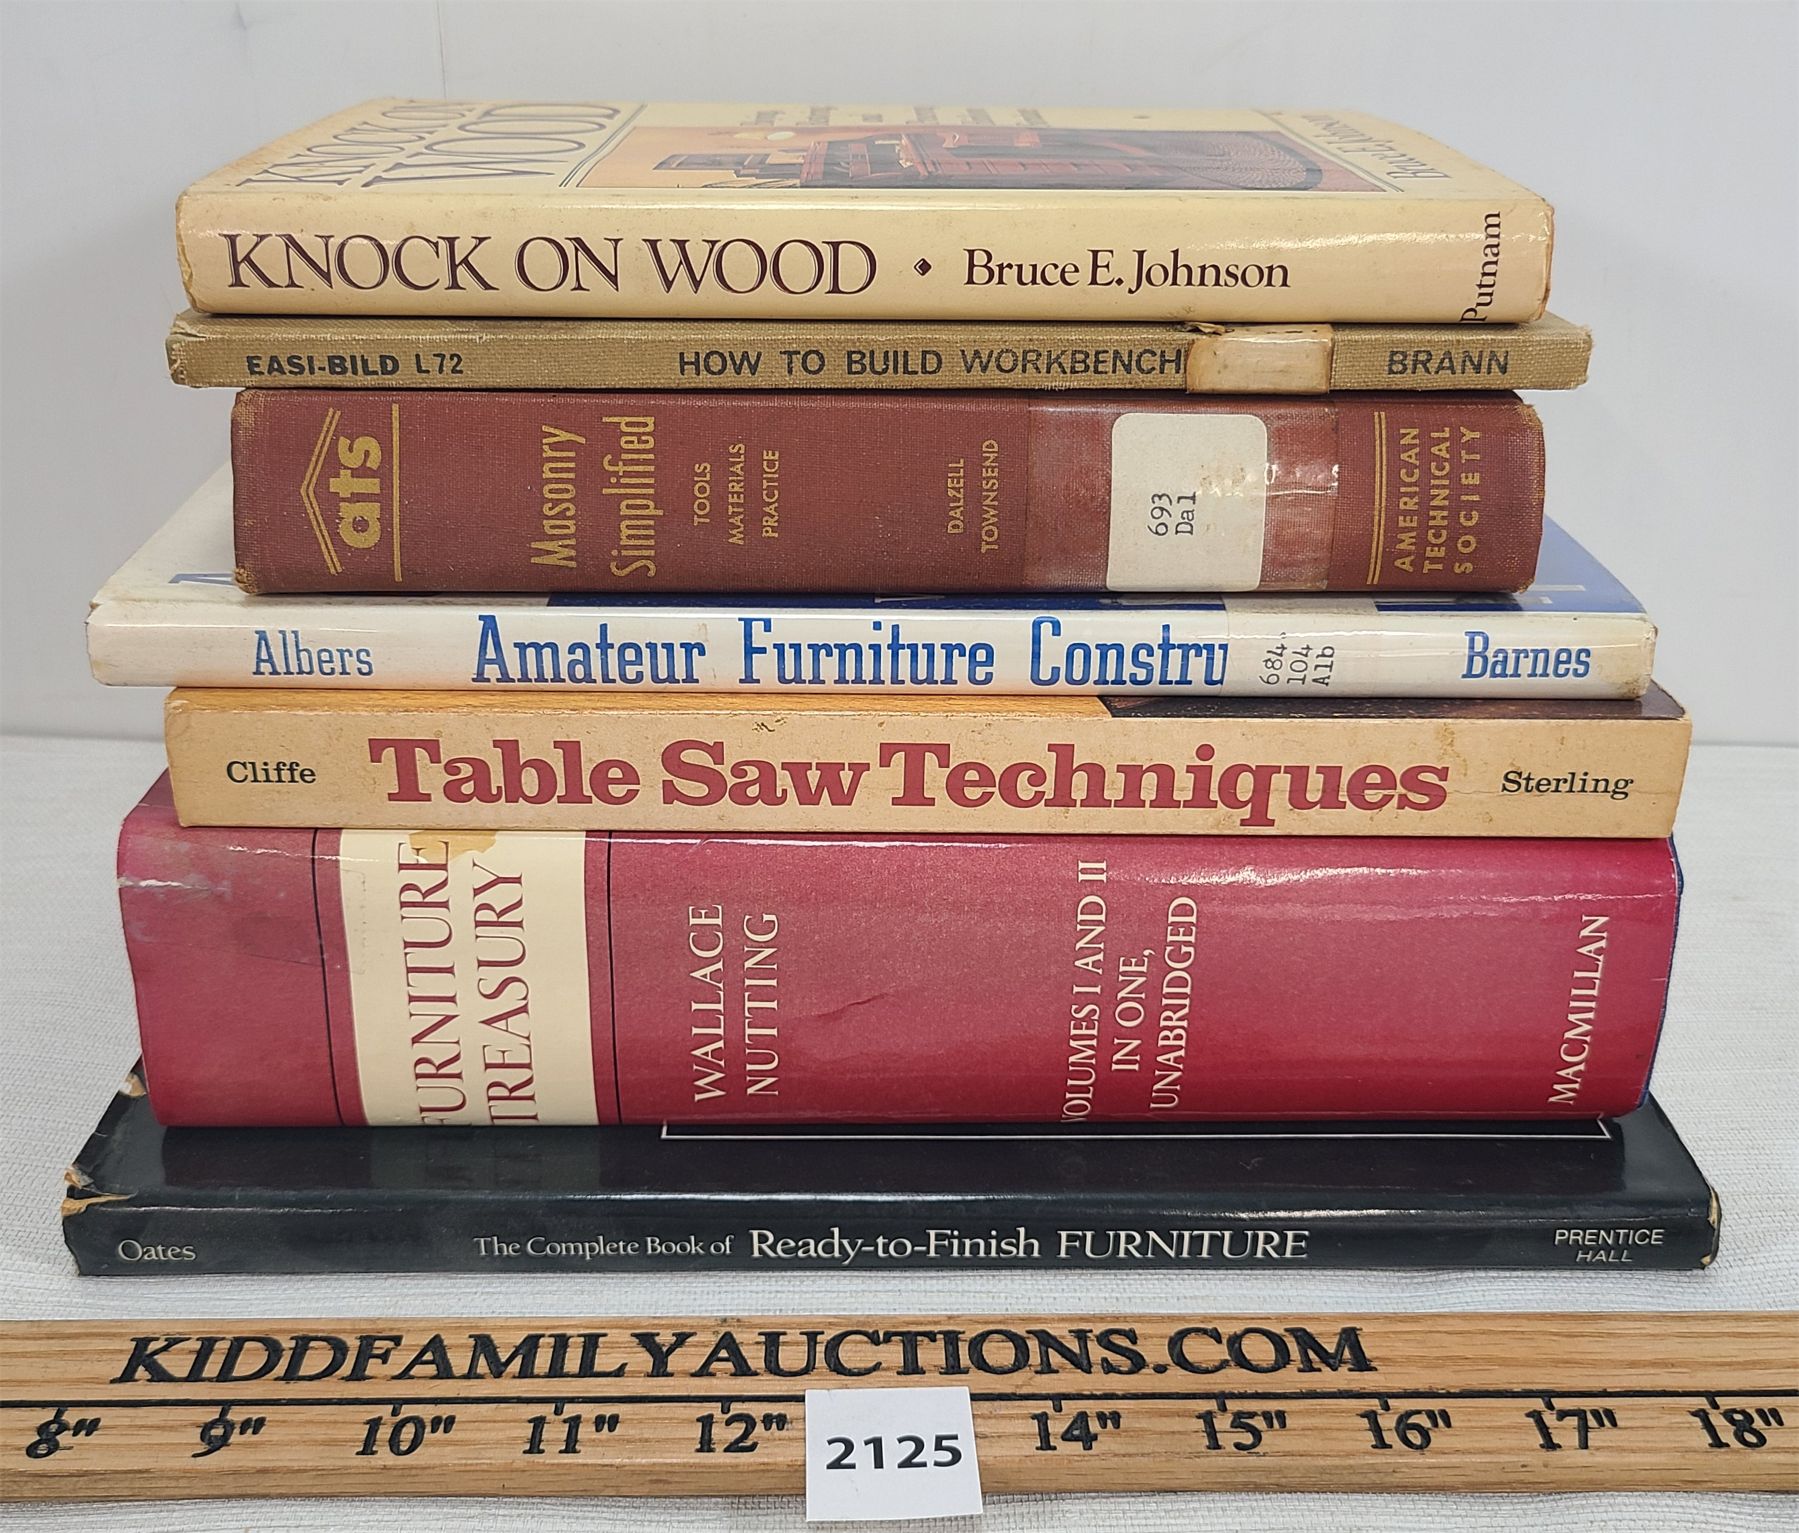 KNOCK ON
WOOD
Bruce E. Johnson
KNOCK ON WOOD • Bruce E. Johnson
Putnam
EASI-BILD L72 HOW TO BUILD WORKBENCH BRANN
ats
Masonry
Simplified
TOOLS
MATERIALS
PRACTICE
DALZELL
TOWNSEND
693
Dal
AMERICAN
TECHNICAL
SOCIETY
Albers Amateur Furniture Constru
684.
104
Alb
Barnes
Cliffe Table Saw Techniques Sterling
FURNITURE
TREASURY
WALLACE
NUTTING
VOLUMES I AND II
IN ONE,
UNABRIDGED
MACMILLAN
Oates The Complete Book of Ready-to-Finish FURNITURE
PRENTICE
HALL
KIDDFAMILYAUCTIONS.COM
8" 9" 10" 11" 12" 14" 15" 16" 17" 18"
2125